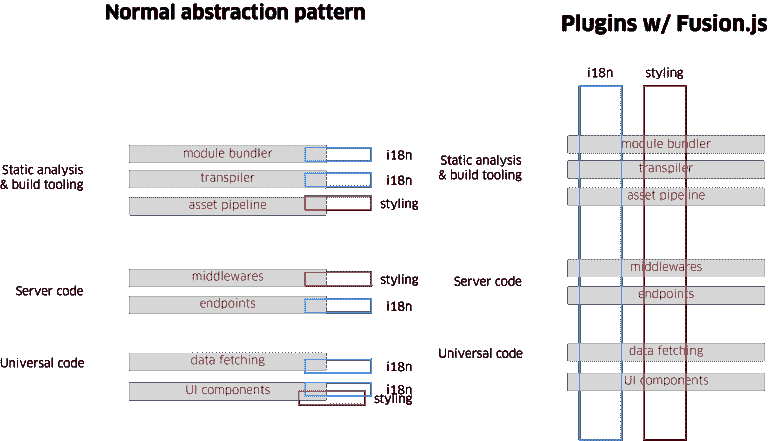 Normal abstraction pattern
Static analysis
& build tooling
module bundler
i18n
transpiler
i18n
asset pipeline
styling
Server code
middlewares
styling
endpoints
i18n
Universal code
data fetching
i18n
UI components
i18n
styling
Plugins w/ Fusion.js
i18n styling
Static analysis
& build tooling
module bundler
transpiler
asset pipeline
Server code
middlewares
endpoints
Universal code
data fetching
UI components